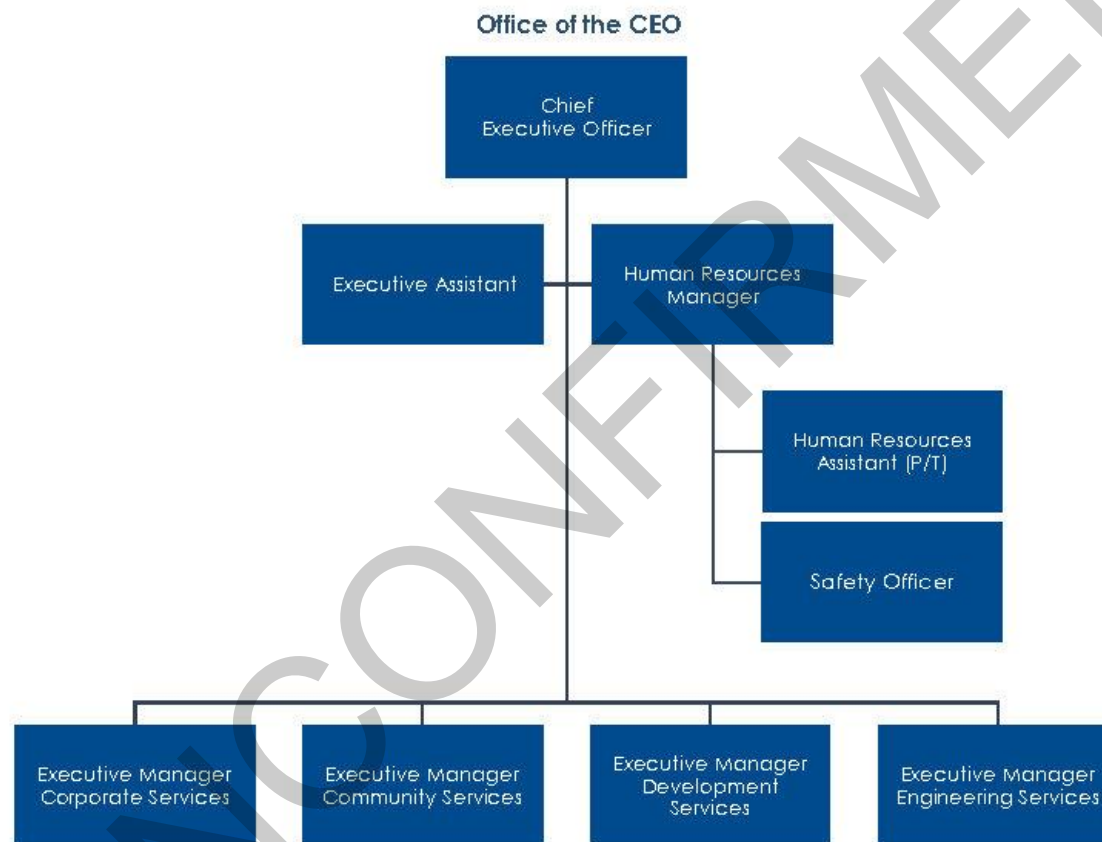 Office of the CEO
Chief
Executive Officer
Executive Assistant
Human Resources
Manager
Human Resources
Assistant (P/T)
Safety Officer
Executive Manager
Corporate Services
Executive Manager
Community Services
Executive Manager
Development
Services
Executive Manager
Engineering Services